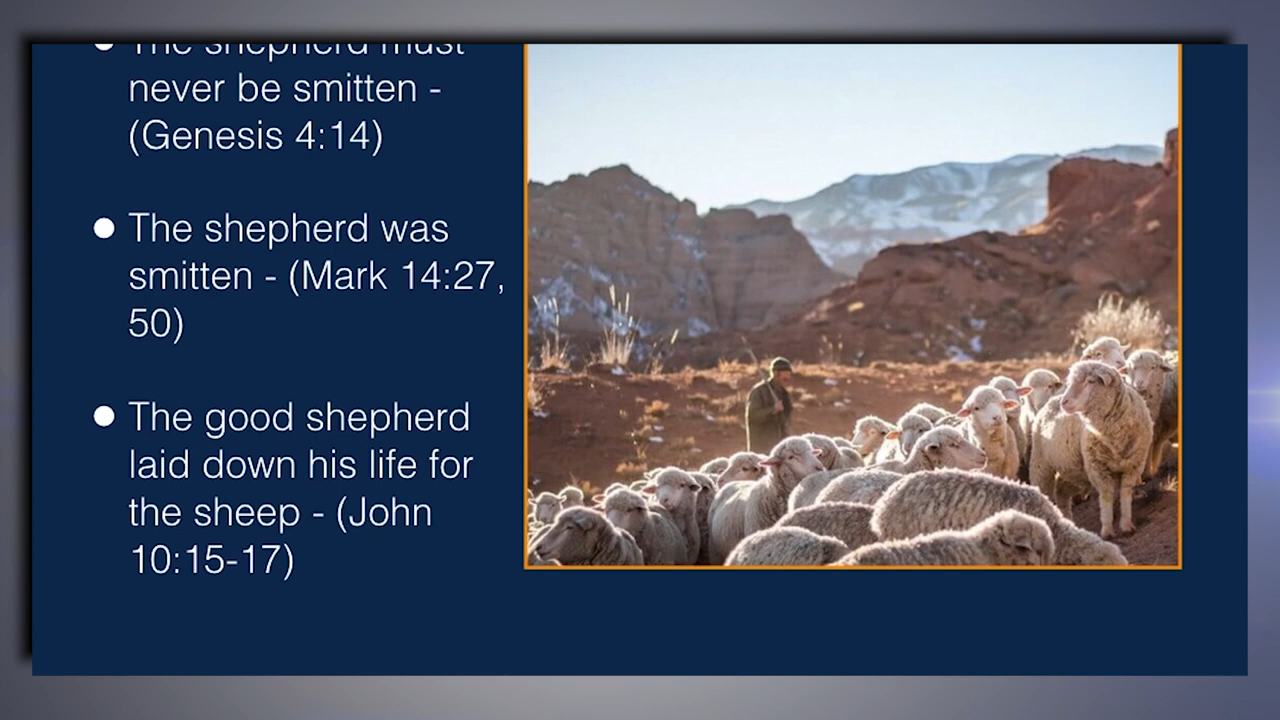 ● The shepherd must
never be smitten -
(Genesis 4:14)
● The shepherd was
smitten - (Mark 14:27,
50)
● The good shepherd
laid down his life for
the sheep - (John
10:15-17)